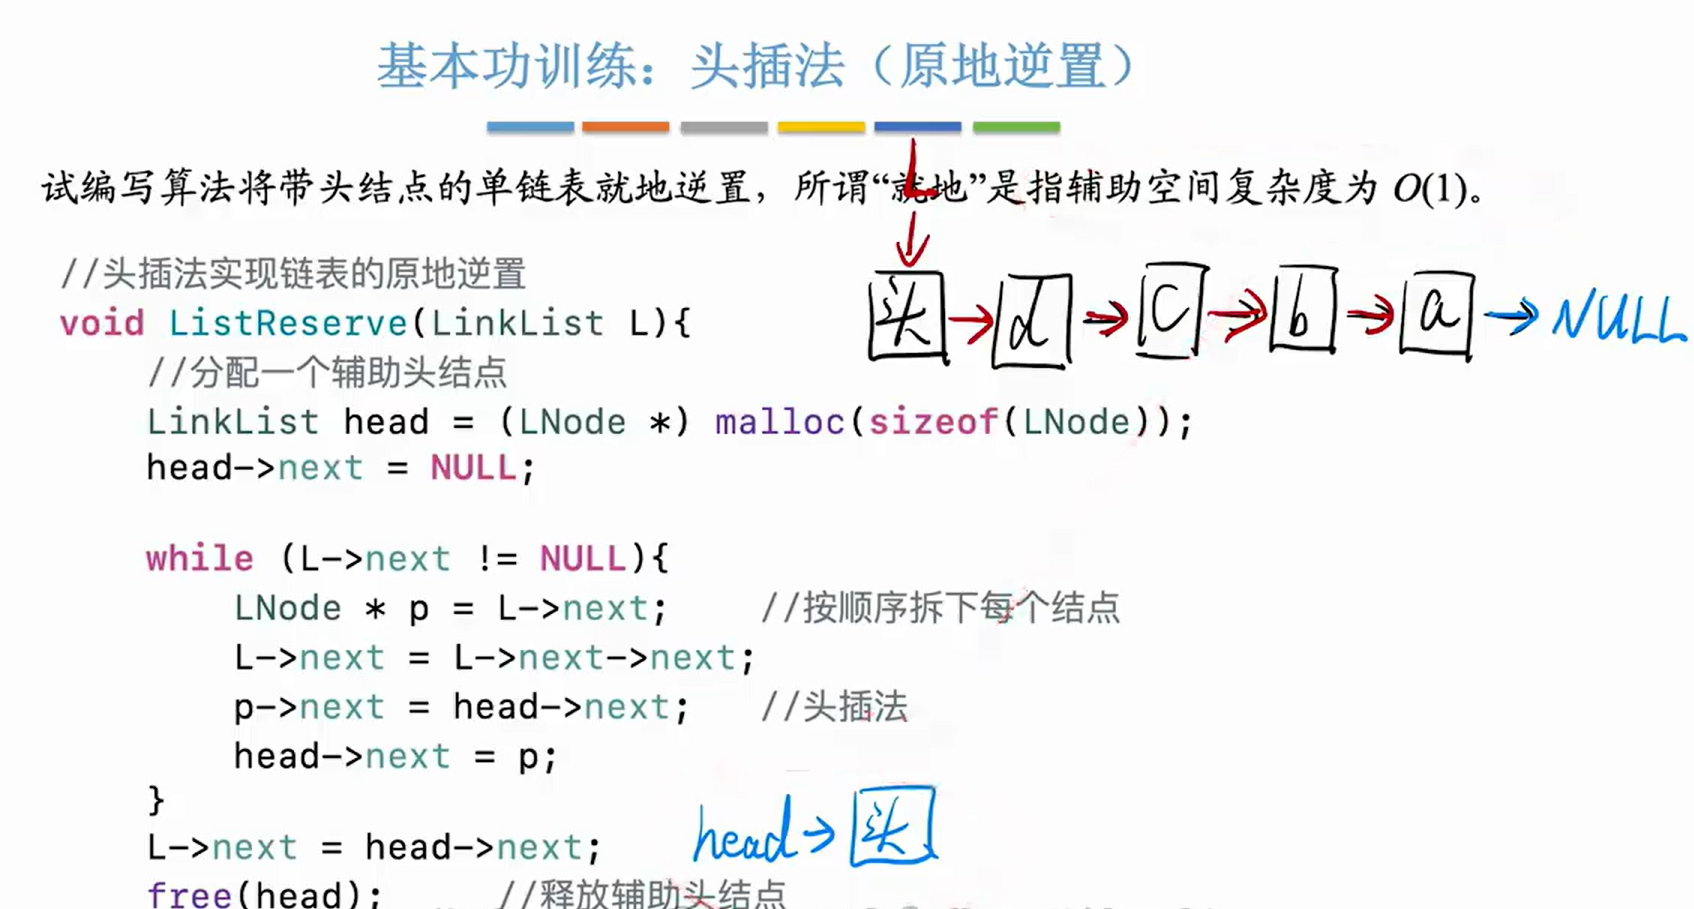 基本功训练：头插法（原地逆置）
试编写算法将带头结点的单链表就地逆置，所谓“就地”是指辅助空间复杂度为 O(1)。
L
//头插法实现链表的原地逆置
void ListReserve(LinkList L){
头 d c b a NULL
//分配一个辅助头结点
LinkList head = (LNode *) malloc(sizeof(LNode));
head->next = NULL;
while (L->next != NULL){
LNode * p = L->next; //按顺序拆下每个结点
L->next = L->next->next;
p->next = head->next; //头插法
head->next = p;
}
head 头
L->next = head->next;
free(head); //释放辅助头结点